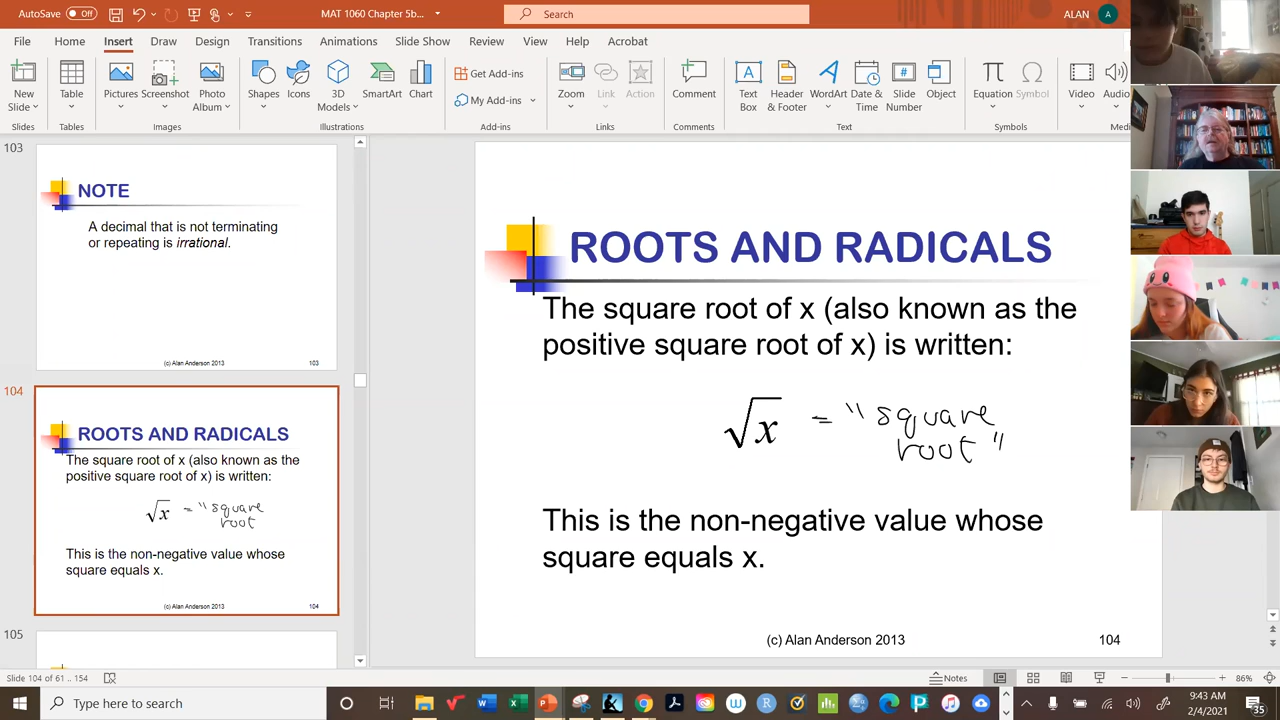 AutoSave Off
MAT 1060 Chapter 5b...
Search
ALAN A
File Home Insert Draw Design Transitions Animations Slide Show Review View Help Acrobat
New Slide
Table
Pictures
Screenshot
Photo Album
Shapes
Icons
3D Models
SmartArt
Chart
Get Add-ins
My Add-ins
Zoom
Link
Action
Comment
Text Box
Header & Footer
WordArt
Date & Time
Slide Number
Object
Equation
Symbol
Video
Audio
Slides Tables Images Illustrations Add-ins Links Comments Text Symbols Medi
103
NOTE
A decimal that is not terminating
or repeating is irrational.
(c) Alan Anderson 2013 103
104
ROOTS AND RADICALS
The square root of x (also known as the
positive square root of x) is written:
√x = "square
root
This is the non-negative value whose
square equals x.
(c) Alan Anderson 2013 104
105
ROOTS AND RADICALS
The square root of x (also known as the
positive square root of x) is written:
√x = "square
root"
This is the non-negative value whose
square equals x.
(c) Alan Anderson 2013 104
Slide 104 of 61 .. 154
Notes
86%
Type here to search
9:43 AM
2/4/2021
35